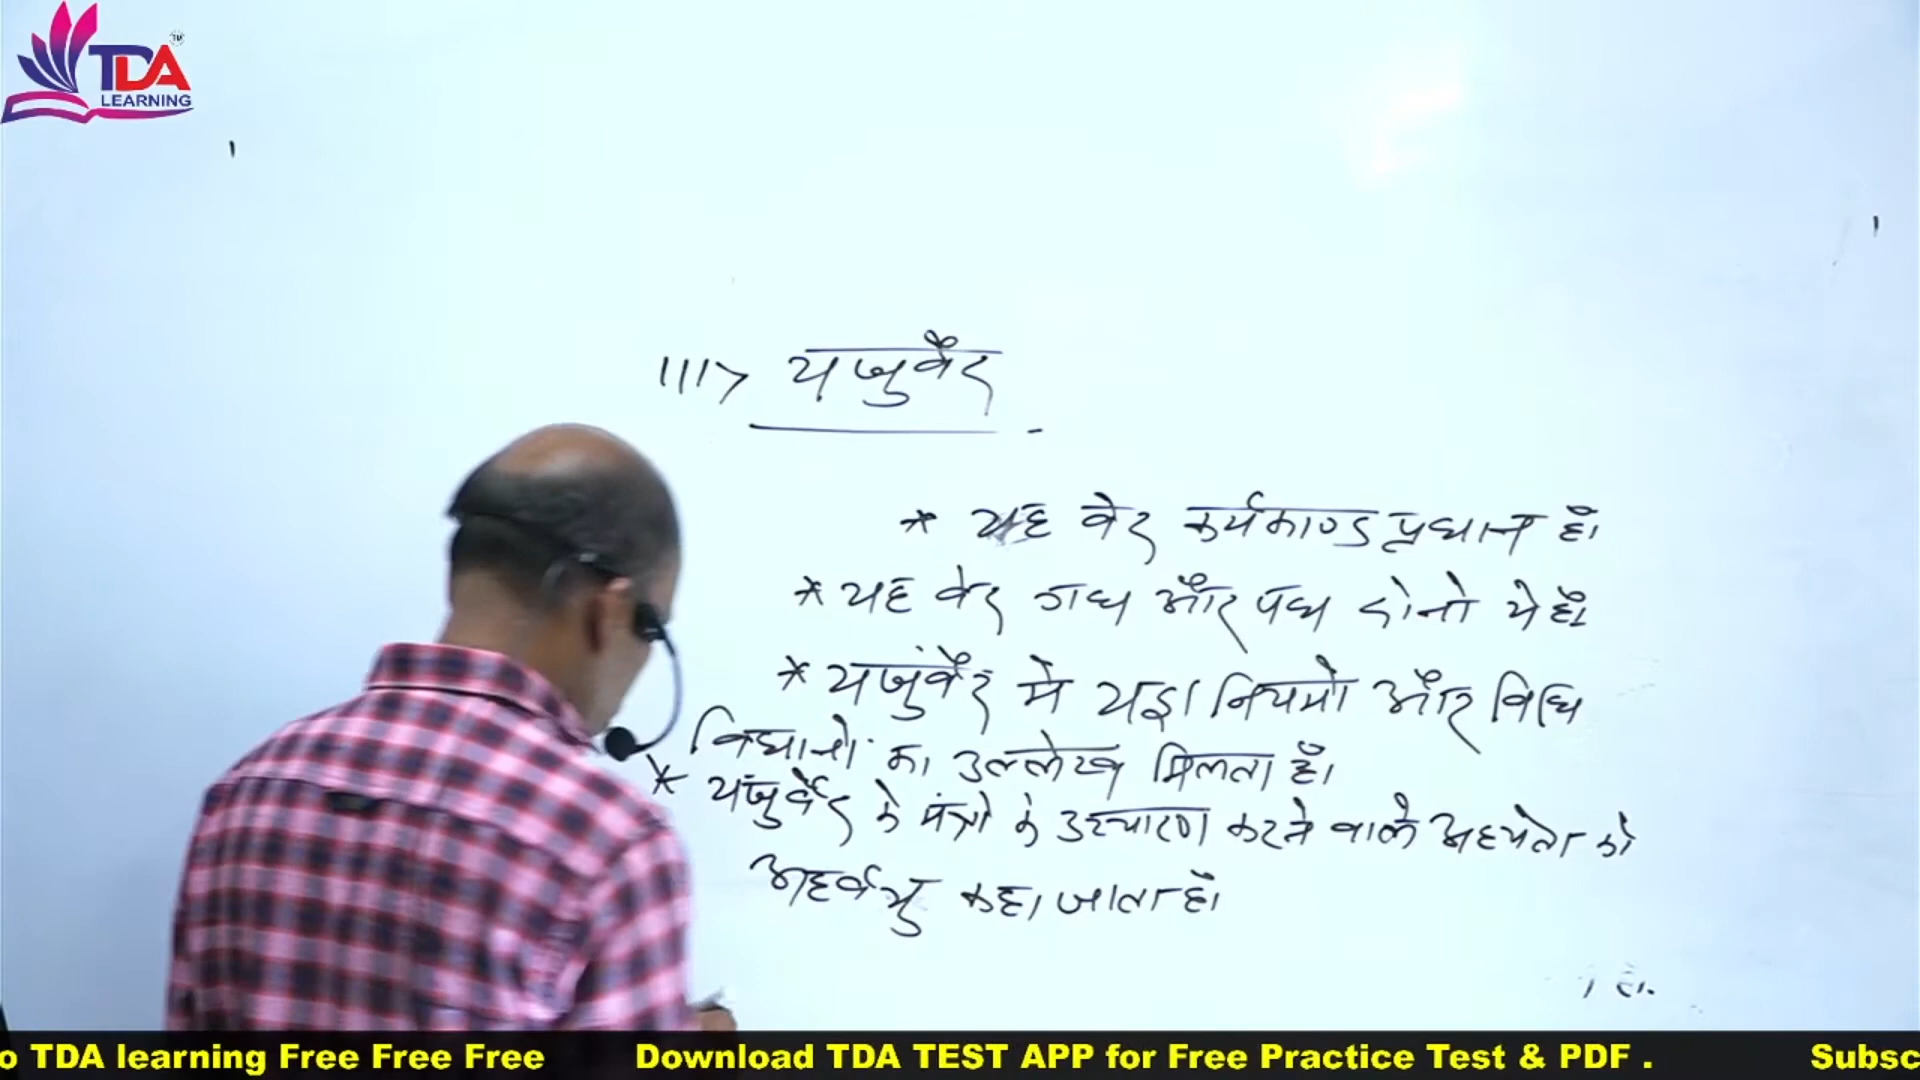 TDA
LEARNING
111> यजुर्वेद
* यह वेद कर्मकाण्ड प्रधान है।
* यह वेद गद्य और पद्य दोनो मे है।
* यजुर्वेद मे यज्ञ नियमो और विधि
विधानो का उल्लेख मिलता है।
* यजुर्वेद के मंत्रो के उच्चारण करने वाले अध्येता को
अध्वर्यु कहा जाता है।
o TDA learning Free Free Free Download TDA TEST APP for Free Practice Test & PDF . Subsc